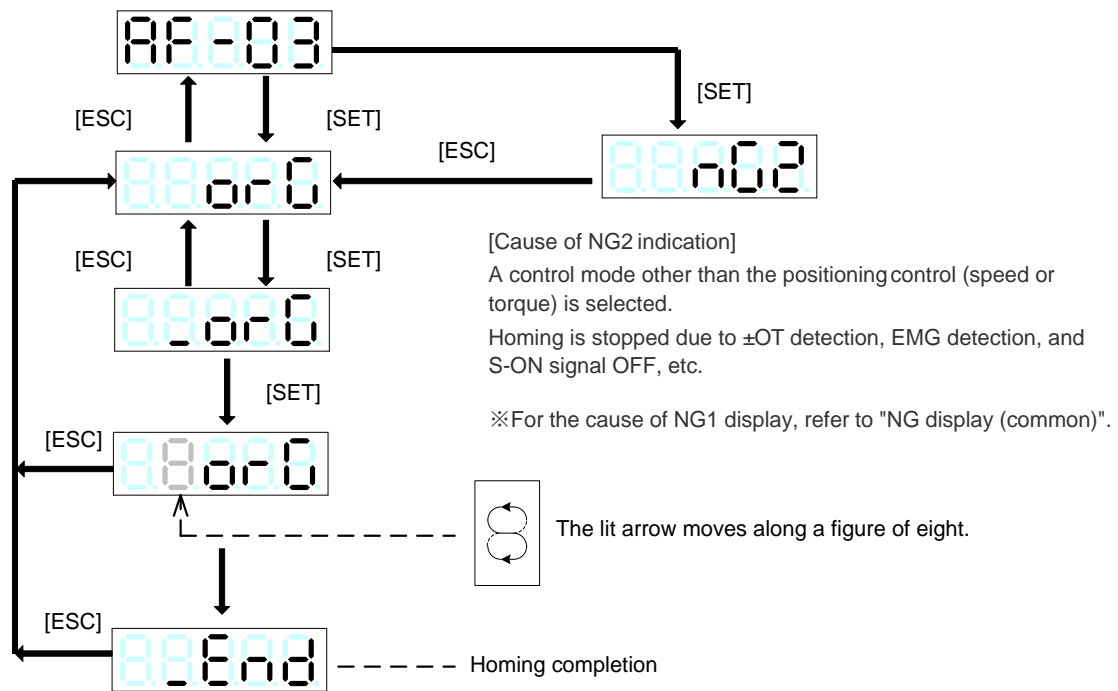 AF-03
[SET]
[ESC]
[SET]
[ESC]
orG
nG2
[Cause of NG2 indication]
[ESC]
[SET]
A control mode other than the positioning control (speed or
torque) is selected.
_orG
Homing is stopped due to ±OT detection, EMG detection, and
S-ON signal OFF, etc.
[SET]
※For the cause of NG1 display, refer to "NG display (common)".
[ESC]
8orG
The lit arrow moves along a figure of eight.
[ESC]
_End
Homing completion